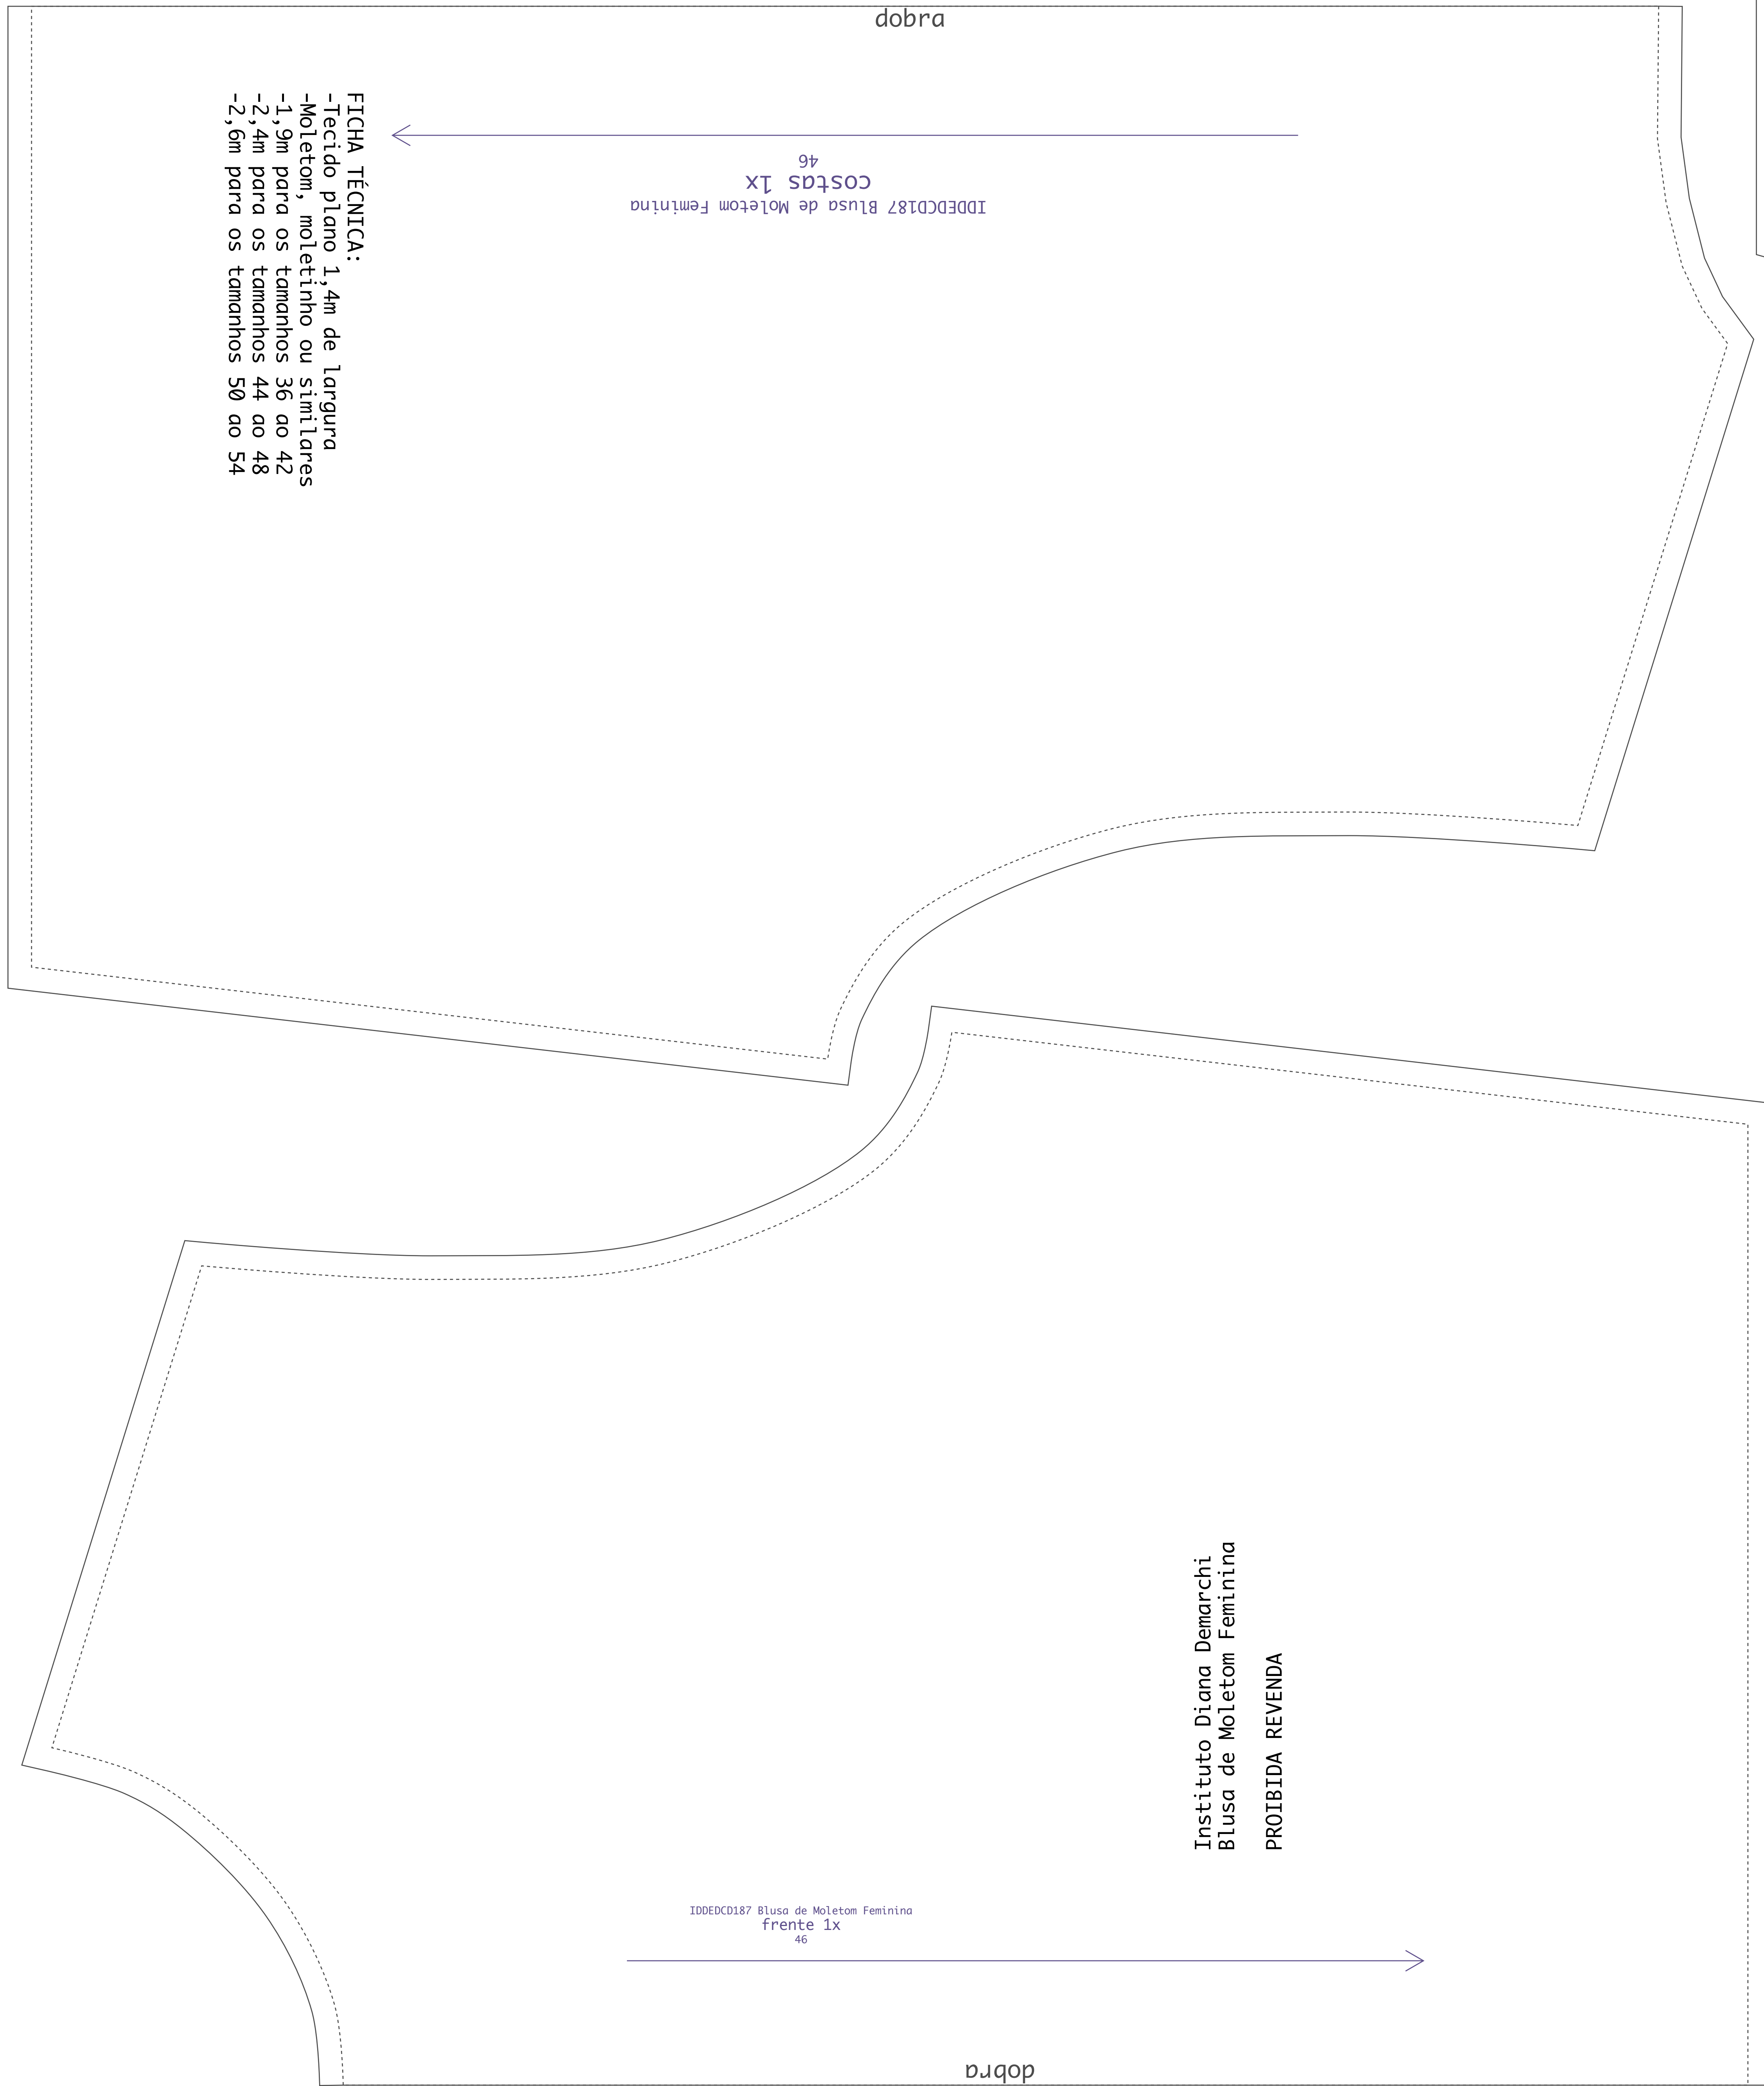 dobra
FICHA TÉCNICA:
-Tecido plano 1,4m de largura
-Moletom, moletinho ou similares
-1,9m para os tamanhos 36 ao 42
-2,4m para os tamanhos 44 ao 48
-2,6m para os tamanhos 50 ao 54
IDDEDCD187 Blusa de Moletom Feminina
costas 1x
46
Instituto Diana Demarchi
Blusa de Moletom Feminina
PROIBIDA REVENDA
IDDEDCD187 Blusa de Moletom Feminina
frente 1x
46
dobra